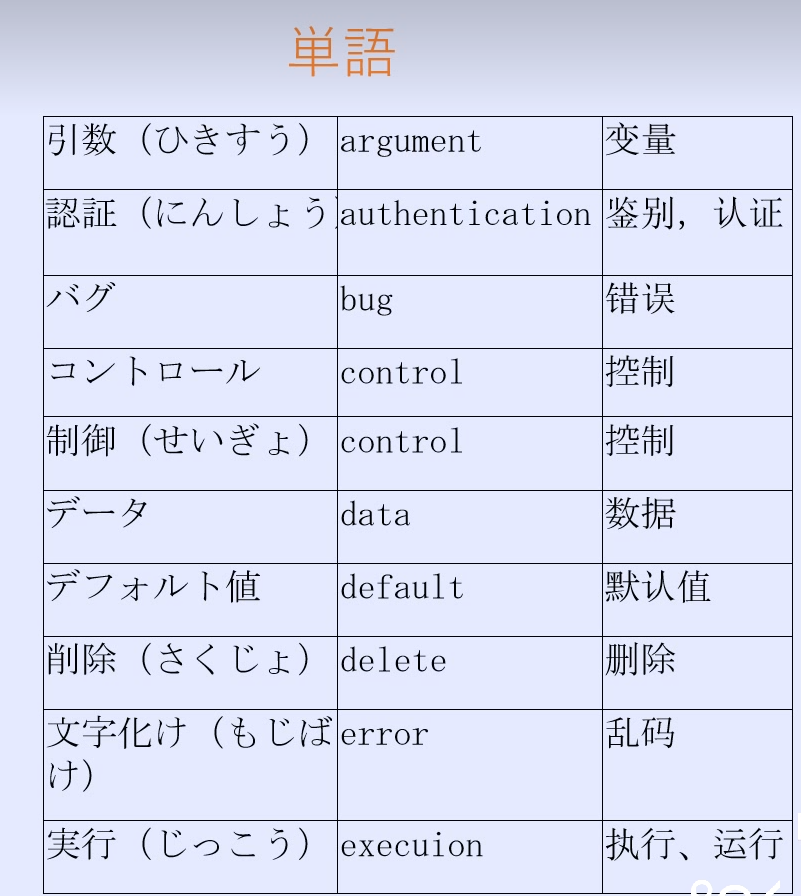 単語
引数（ひきすう） argument 变量
認証（にんしょう） authentication 鉴别，认证
バグ bug 错误
コントロール control 控制
制御（せいぎょ） control 控制
データ data 数据
デフォルト値 default 默认值
削除（さくじょ） delete 删除
文字化け（もじば error 乱码
け）
実行（じっこう） execuion 执行、运行